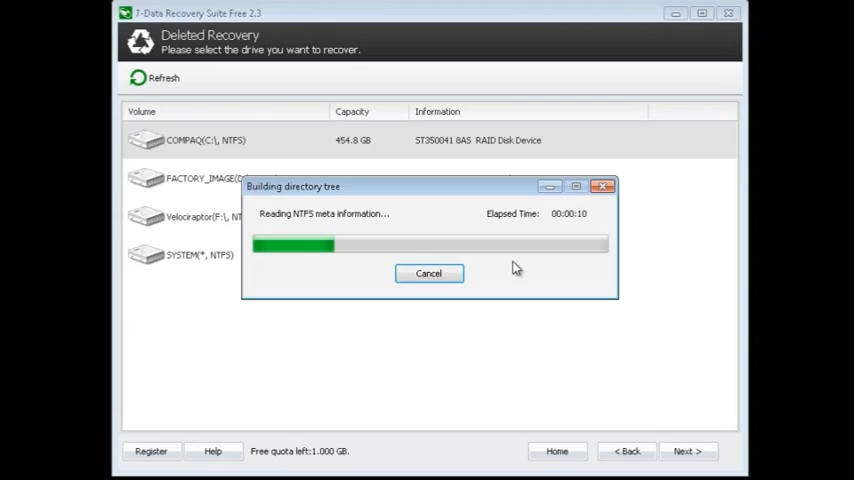 7-Data Recovery Suite Free 2.3
Deleted Recovery
Please select the drive you want to recover.
Refresh
Volume Capacity Information
COMPAQ(C:\, NTFS) 454.8 GB ST350041 8AS RAID Disk Device
FACTORY_IMAGE(D
Building directory tree
Reading NTFS meta information... Elapsed Time: 00:00:10
Velociraptor(F:\, NT
SYSTEM(*, NTFS)
Cancel
Register Help Free quota left:1.000 GB. Home < Back Next >